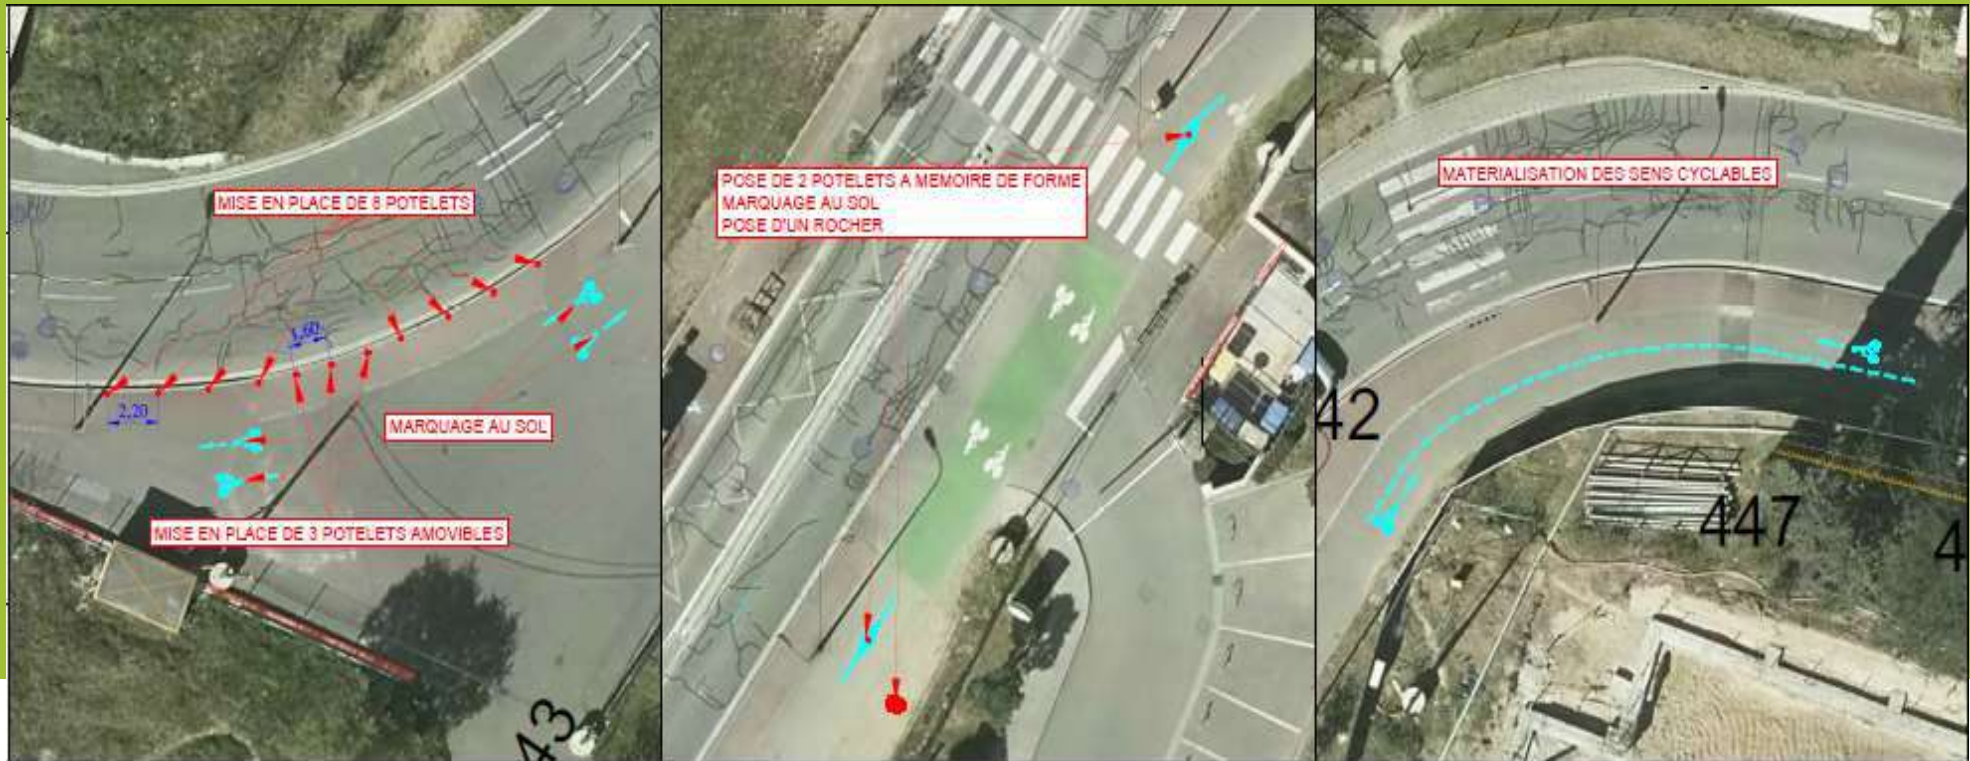 MISE EN PLACE DE 8 POTELETS
1,60
2,20
MARQUAGE AU SOL
MISE EN PLACE DE 3 POTELETS AMOVIBLES
43
POSE DE 2 POTELETS A MEMOIRE DE FORME
MARQUAGE AU SOL
POSE D'UN ROCHER
MATERIALISATION DES SENS CYCLABLES
42
447
4